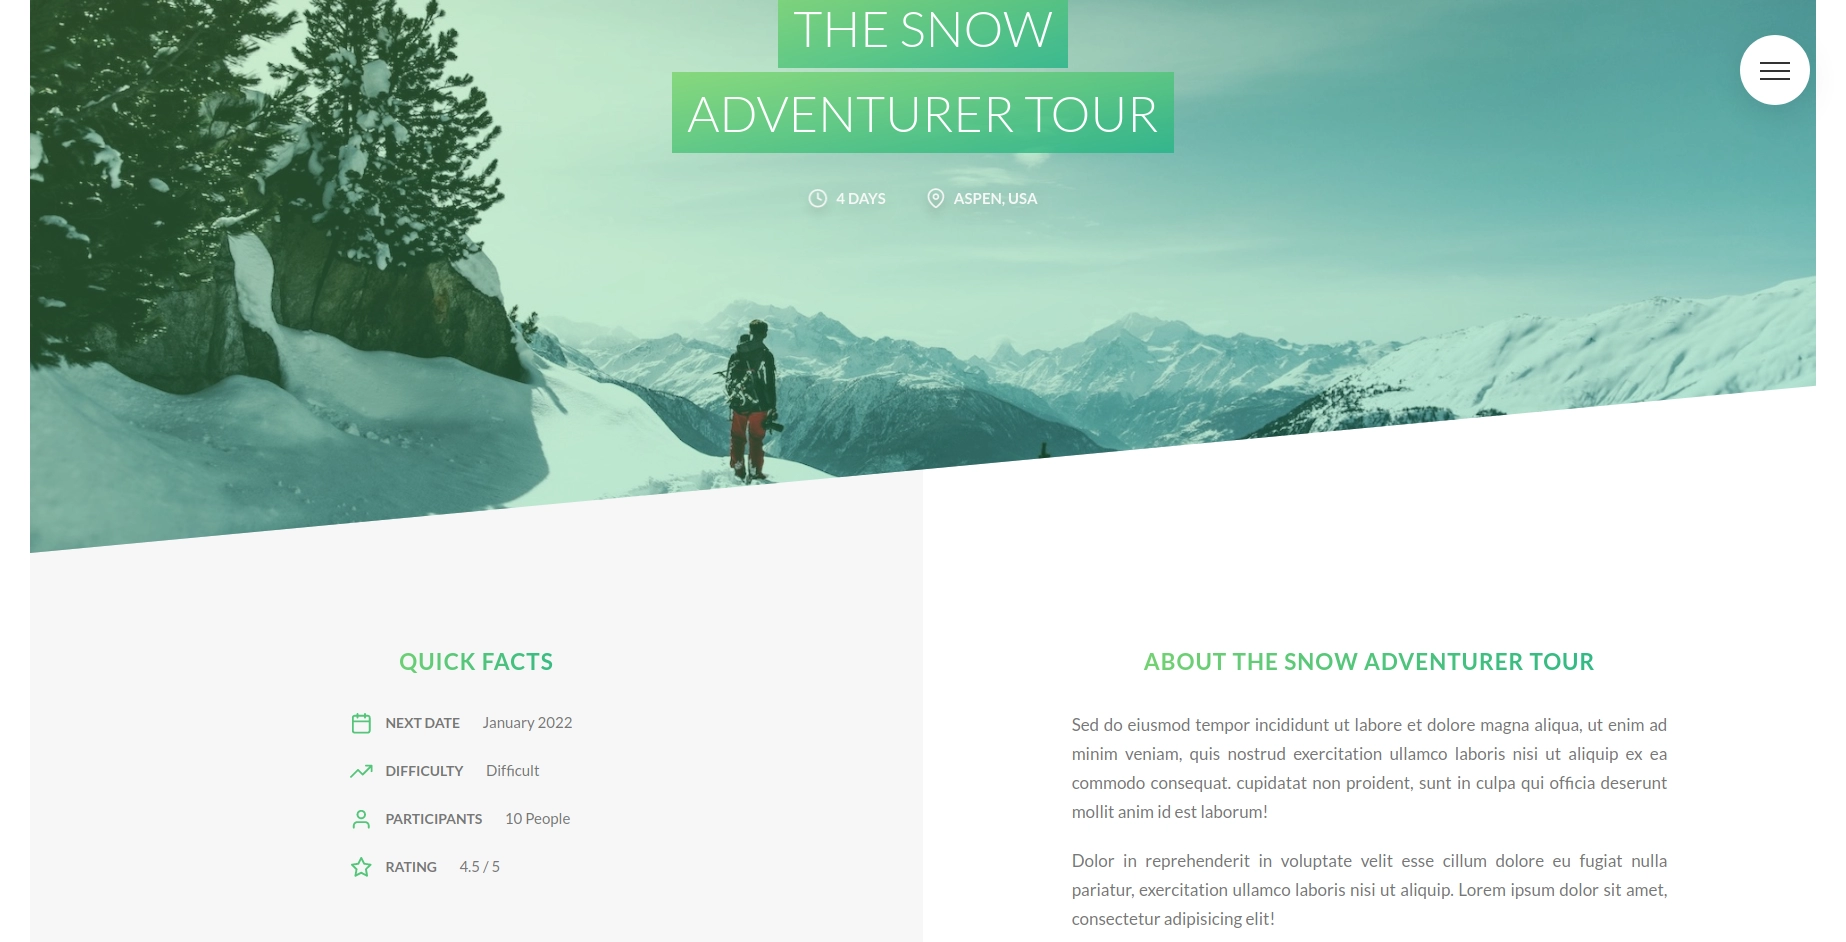 THE SNOW
ADVENTURER TOUR
4 DAYS ASPEN, USA
QUICK FACTS
NEXT DATE January 2022
DIFFICULTY Difficult
PARTICIPANTS 10 People
RATING 4.5 / 5
ABOUT THE SNOW ADVENTURER TOUR
Sed do eiusmod tempor incididunt ut labore et dolore magna aliqua, ut enim ad
minim veniam, quis nostrud exercitation ullamco laboris nisi ut aliquip ex ea
commodo consequat. cupidatat non proident, sunt in culpa qui officia deserunt
mollit anim id est laborum!
Dolor in reprehenderit in voluptate velit esse cillum dolore eu fugiat nulla
pariatur, exercitation ullamco laboris nisi ut aliquip. Lorem ipsum dolor sit amet,
consectetur adipisicing elit!